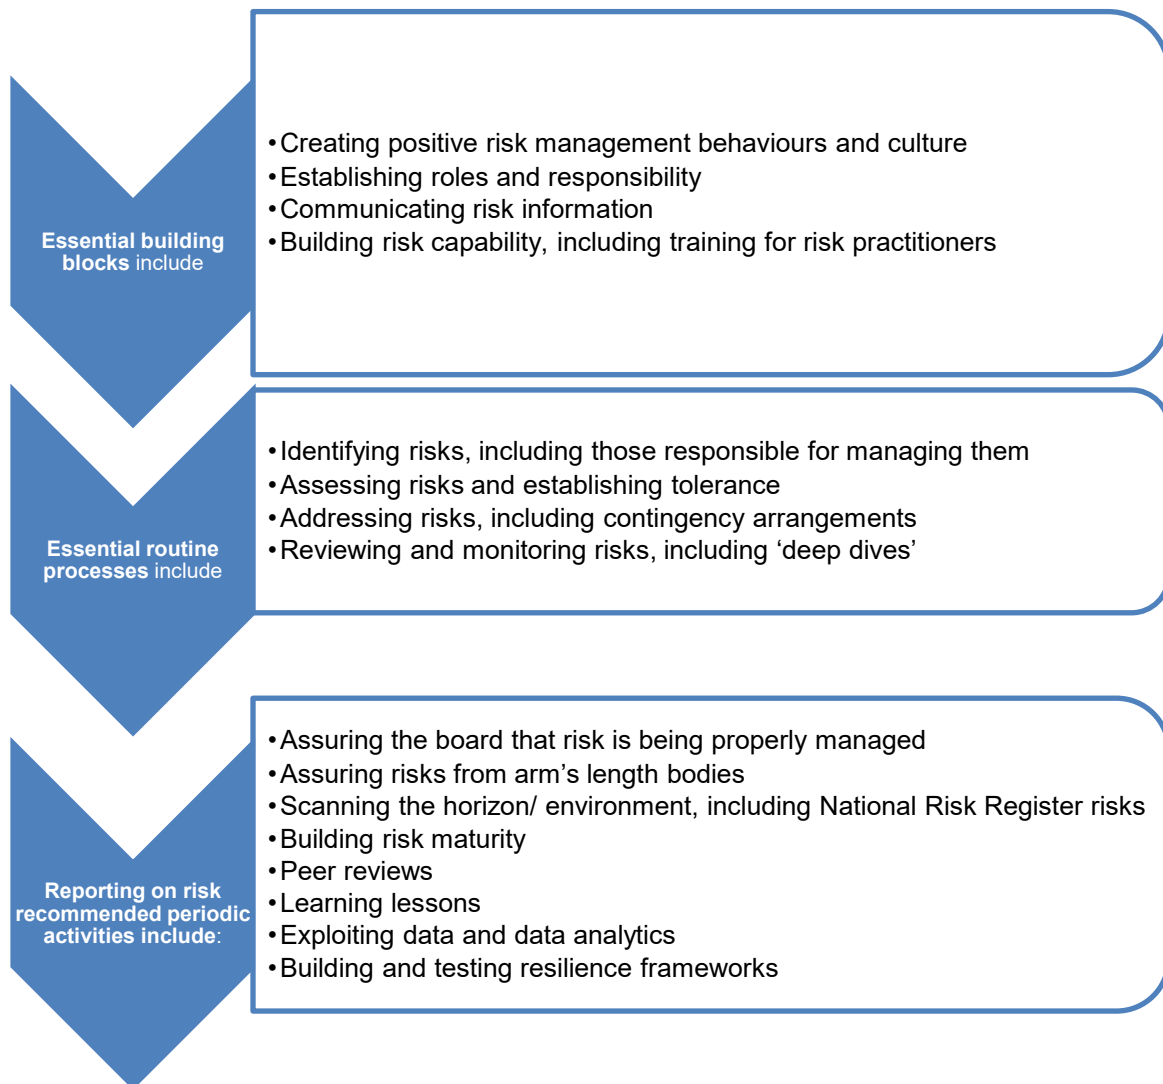 Essential building
blocks include
•Creating positive risk management behaviours and culture
•Establishing roles and responsibility
•Communicating risk information
•Building risk capability, including training for risk practitioners
Essential routine
processes include
•Identifying risks, including those responsible for managing them
•Assessing risks and establishing tolerance
•Addressing risks, including contingency arrangements
•Reviewing and monitoring risks, including ‘deep dives’
Reporting on risk
recommended periodic
activities include:
•Assuring the board that risk is being properly managed
•Assuring risks from arm’s length bodies
•Scanning the horizon/ environment, including National Risk Register risks
•Building risk maturity
•Peer reviews
•Learning lessons
•Exploiting data and data analytics
•Building and testing resilience frameworks